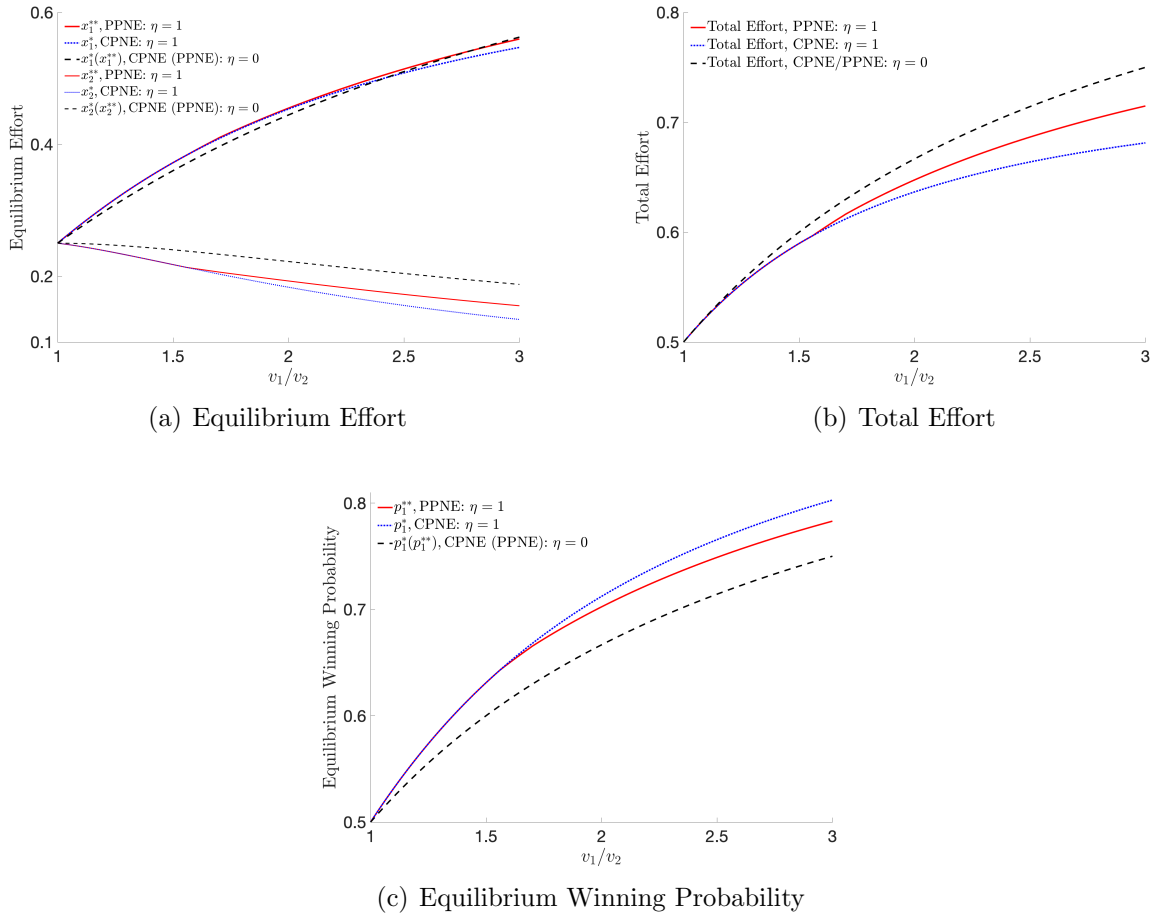 0.6
0.4
0.2
0.1
Equilibrium Effort
x₁**, PPNE: η = 1
x₁*, CPNE: η = 1
x₁*(x₁**), CPNE (PPNE): η = 0
x₂**, PPNE: η = 1
x₂*, CPNE: η = 1
x₂*(x₂**), CPNE (PPNE): η = 0
1 1.5 2 2.5 3
v₁/v₂
(a) Equilibrium Effort
0.8
0.7
0.6
0.5
Total Effort
Total Effort, PPNE: η = 1
Total Effort, CPNE: η = 1
Total Effort, CPNE/PPNE: η = 0
1 1.5 2 2.5 3
v₁/v₂
(b) Total Effort
0.8
0.7
0.6
0.5
Equilibrium Winning Probability
p₁**, PPNE: η = 1
p₁*, CPNE: η = 1
p₁*(p₁**), CPNE (PPNE): η = 0
1 1.5 2 2.5 3
v₁/v₂
(c) Equilibrium Winning Probability